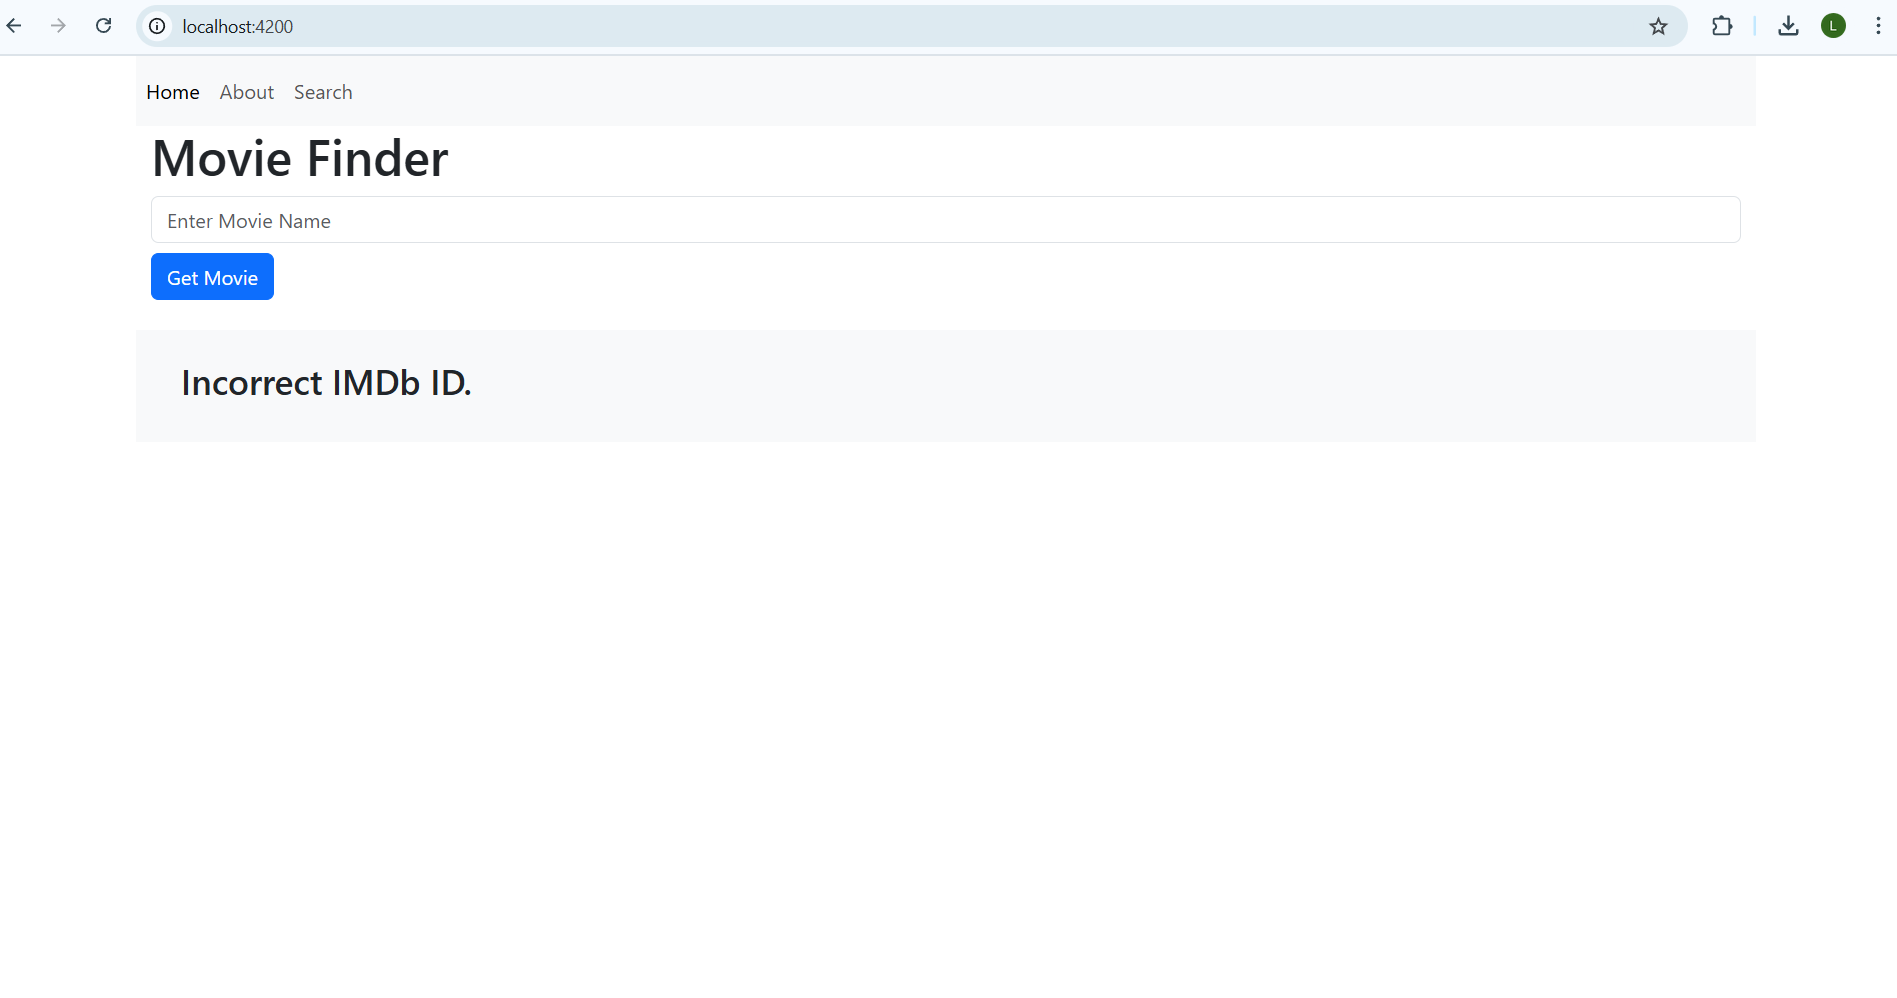 localhost:4200
L
Home About Search
Movie Finder
Enter Movie Name
Get Movie
Incorrect IMDb ID.